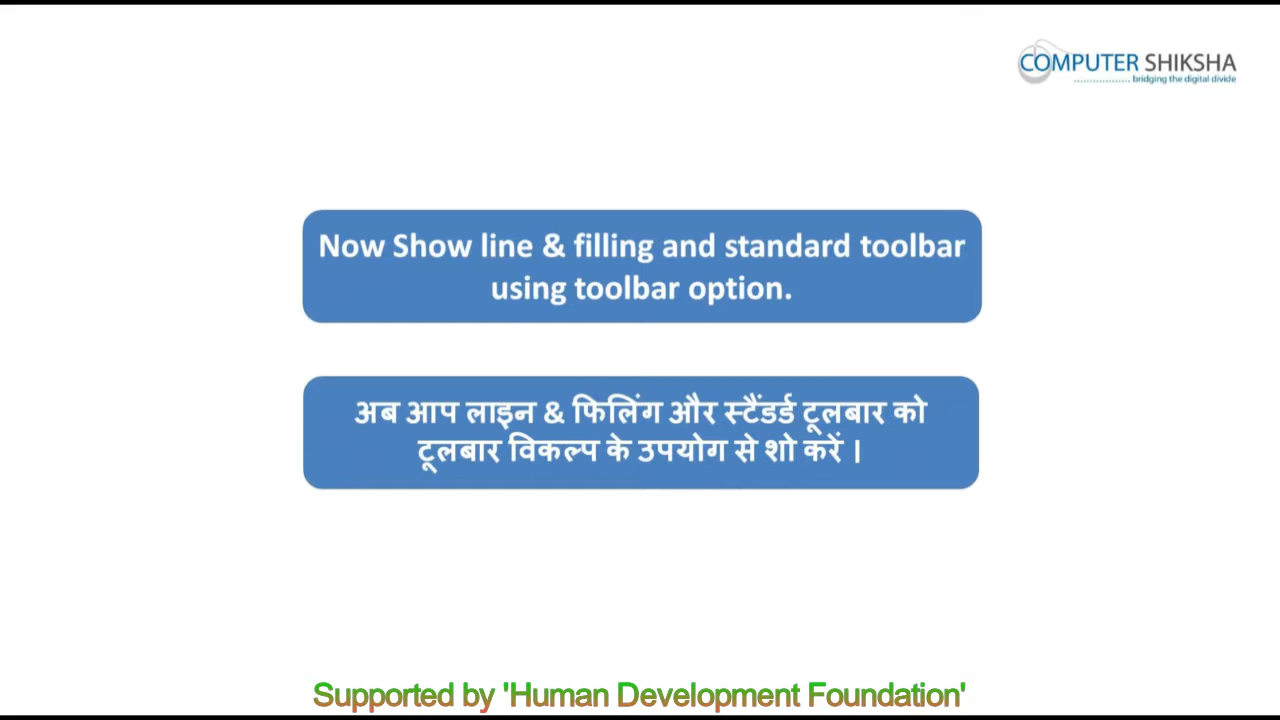 COMPUTER SHIKSHA
bridging the digital divide
Now Show line & filling and standard toolbar
using toolbar option.
अब आप लाइन & फिलिंग और स्टैंडर्ड टूलबार को
टूलबार विकल्प के उपयोग से शो करें ।
Supported by 'Human Development Foundation'